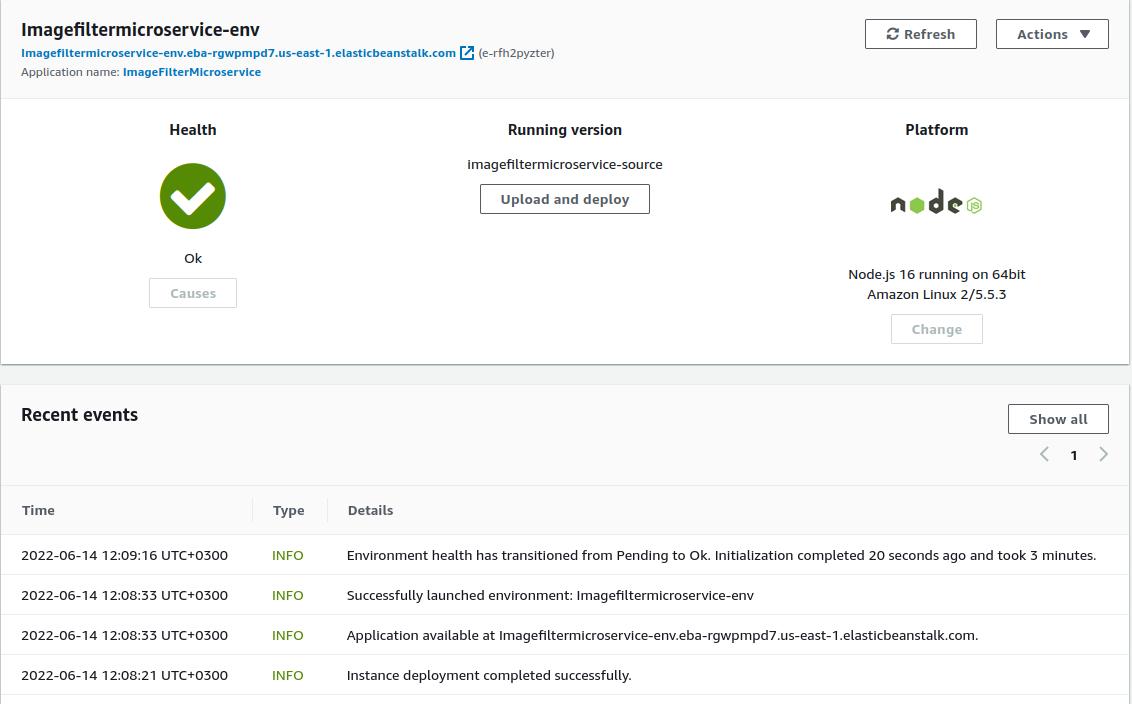 Imagefiltermicroservice-env
Imagefiltermicroservice-env.eba-rgwpmpd7.us-east-1.elasticbeanstalk.com (e-rfh2pyzter)
Application name: ImageFilterMicroservice
Refresh
Actions
Health
Ok
Causes
Running version
imagefiltermicroservice-source
Upload and deploy
Platform
node
JS
Node.js 16 running on 64bit
Amazon Linux 2/5.5.3
Change
Recent events
Show all
1
Time Type Details
2022-06-14 12:09:16 UTC+0300 INFO Environment health has transitioned from Pending to Ok. Initialization completed 20 seconds ago and took 3 minutes.
2022-06-14 12:08:33 UTC+0300 INFO Successfully launched environment: Imagefiltermicroservice-env
2022-06-14 12:08:33 UTC+0300 INFO Application available at Imagefiltermicroservice-env.eba-rgwpmpd7.us-east-1.elasticbeanstalk.com.
2022-06-14 12:08:21 UTC+0300 INFO Instance deployment completed successfully.